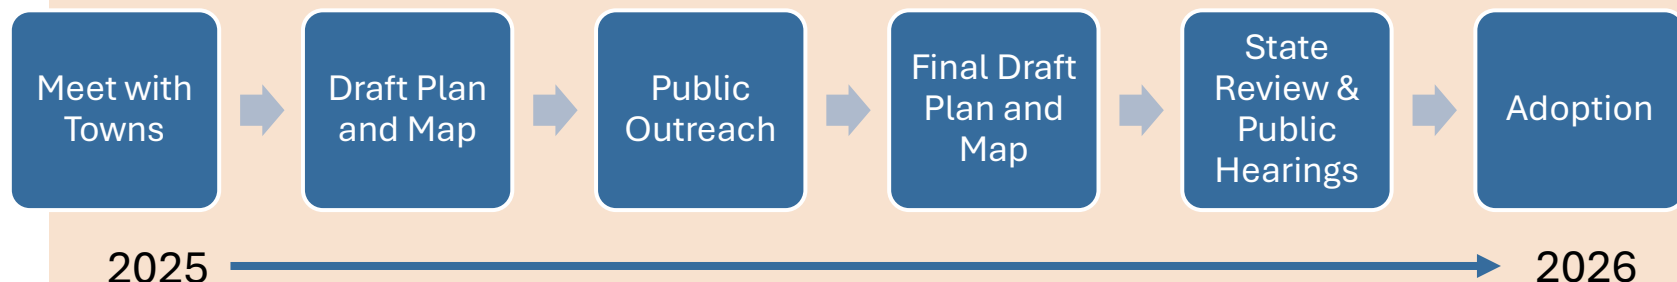 Meet with
Towns
Draft Plan
and Map
Public
Outreach
Final Draft
Plan and
Map
State
Review &
Public
Hearings
Adoption
2025
2026